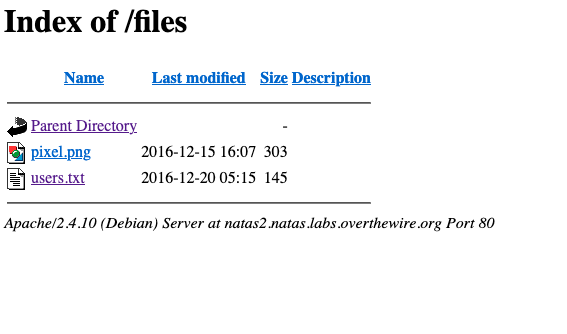 Index of /files
Name Last modified Size Description
Parent Directory -
pixel.png 2016-12-15 16:07 303
users.txt 2016-12-20 05:15 145
Apache/2.4.10 (Debian) Server at natas2.natas.labs.overthewire.org Port 80